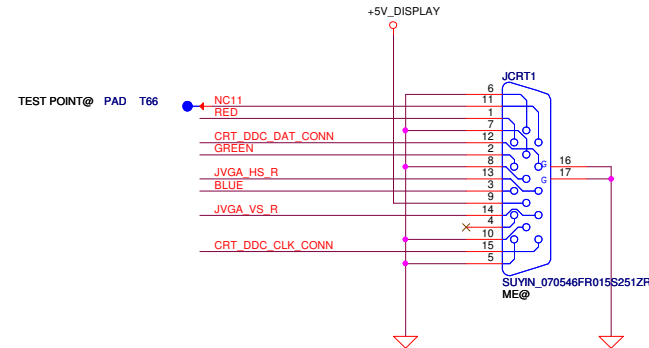 +5V_DISPLAY
JCRT1
TEST POINT@ PAD T66
NC11
RED
CRT_DDC_DAT_CONN
GREEN
JVGA_HS_R
BLUE
JVGA_VS_R
CRT_DDC_CLK_CONN
6
11
1
7
12
2
8
13
3
9
14
4
10
15
5
G
G
16
17
SUYIN_070546FR015S251ZR
ME@